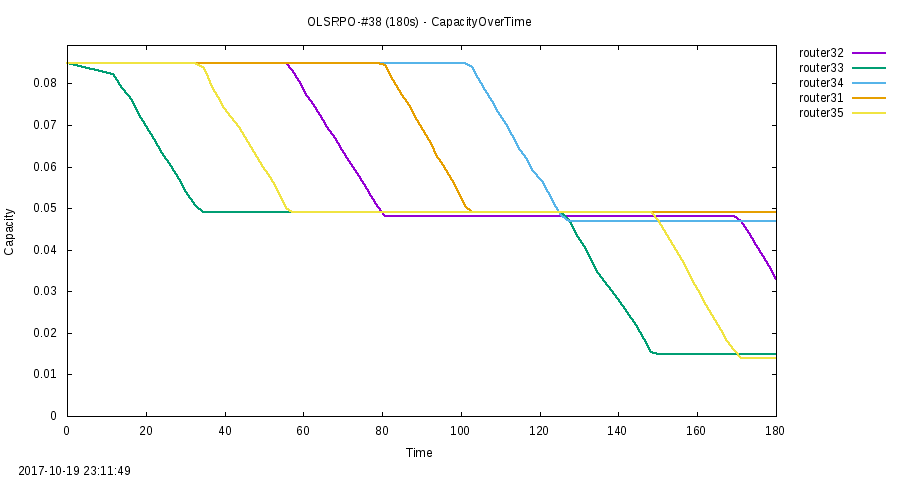 OLSRPO-#38 (180s) - CapacityOverTime
router32
router33
router34
router31
router35
0.08
0.07
0.06
0.05
0.04
0.03
0.02
0.01
0
Capacity
0 20 40 60 80 100 120 140 160 180
Time
2017-10-19 23:11:49